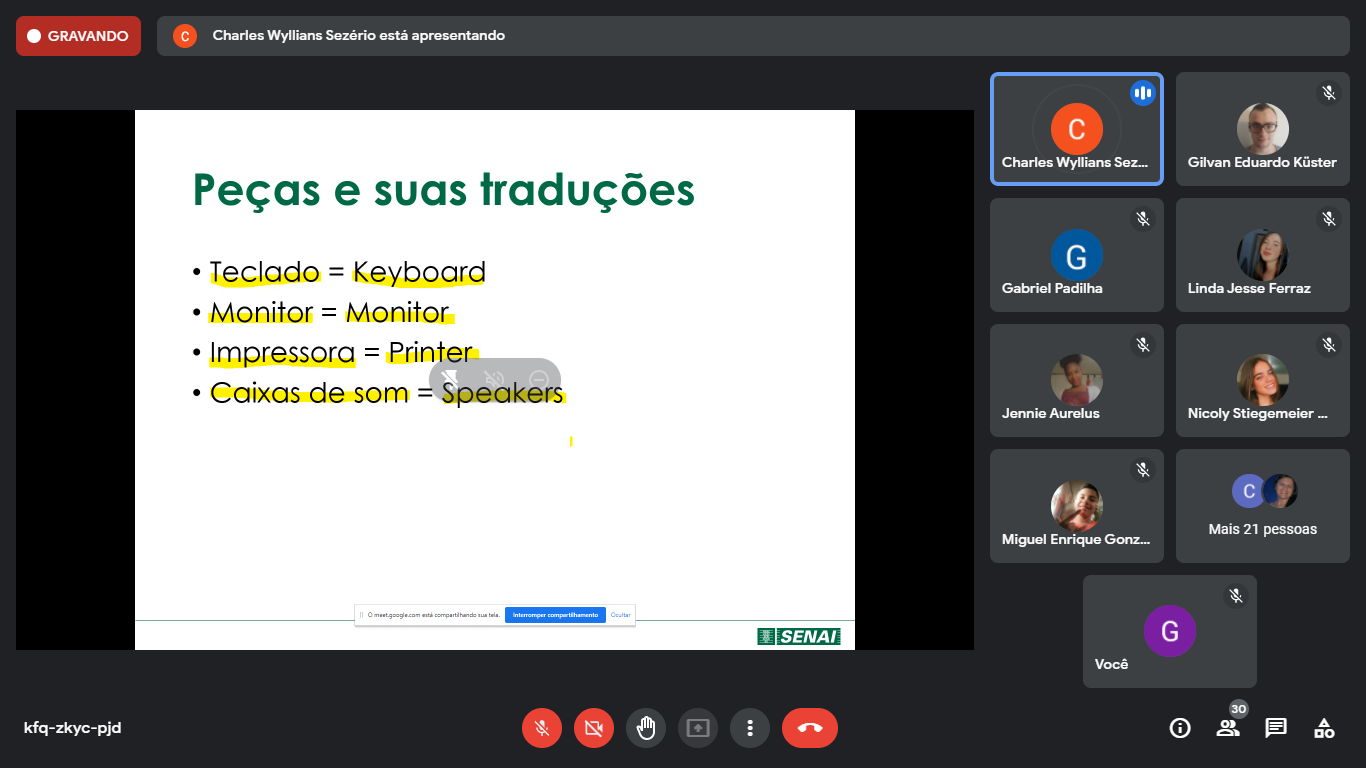 GRAVANDO
C
Charles Wyllians Sezério está apresentando
Peças e suas traduções
• Teclado = Keyboard
• Monitor = Monitor
• Impressora = Printer
• Caixas de som = Speakers
O meet.google.com está compartilhando sua tela.
Interromper compartilhamento
Ocultar
SENAI
C
Charles Wyllians Sez...
Gilvan Eduardo Küster
G
Gabriel Padilha
Linda Jesse Ferraz
Jennie Aurelus
Nicoly Stiegemeier ...
Miguel Enrique Gonz...
C
Mais 21 pessoas
G
Você
kfq-zkyc-pjd
30